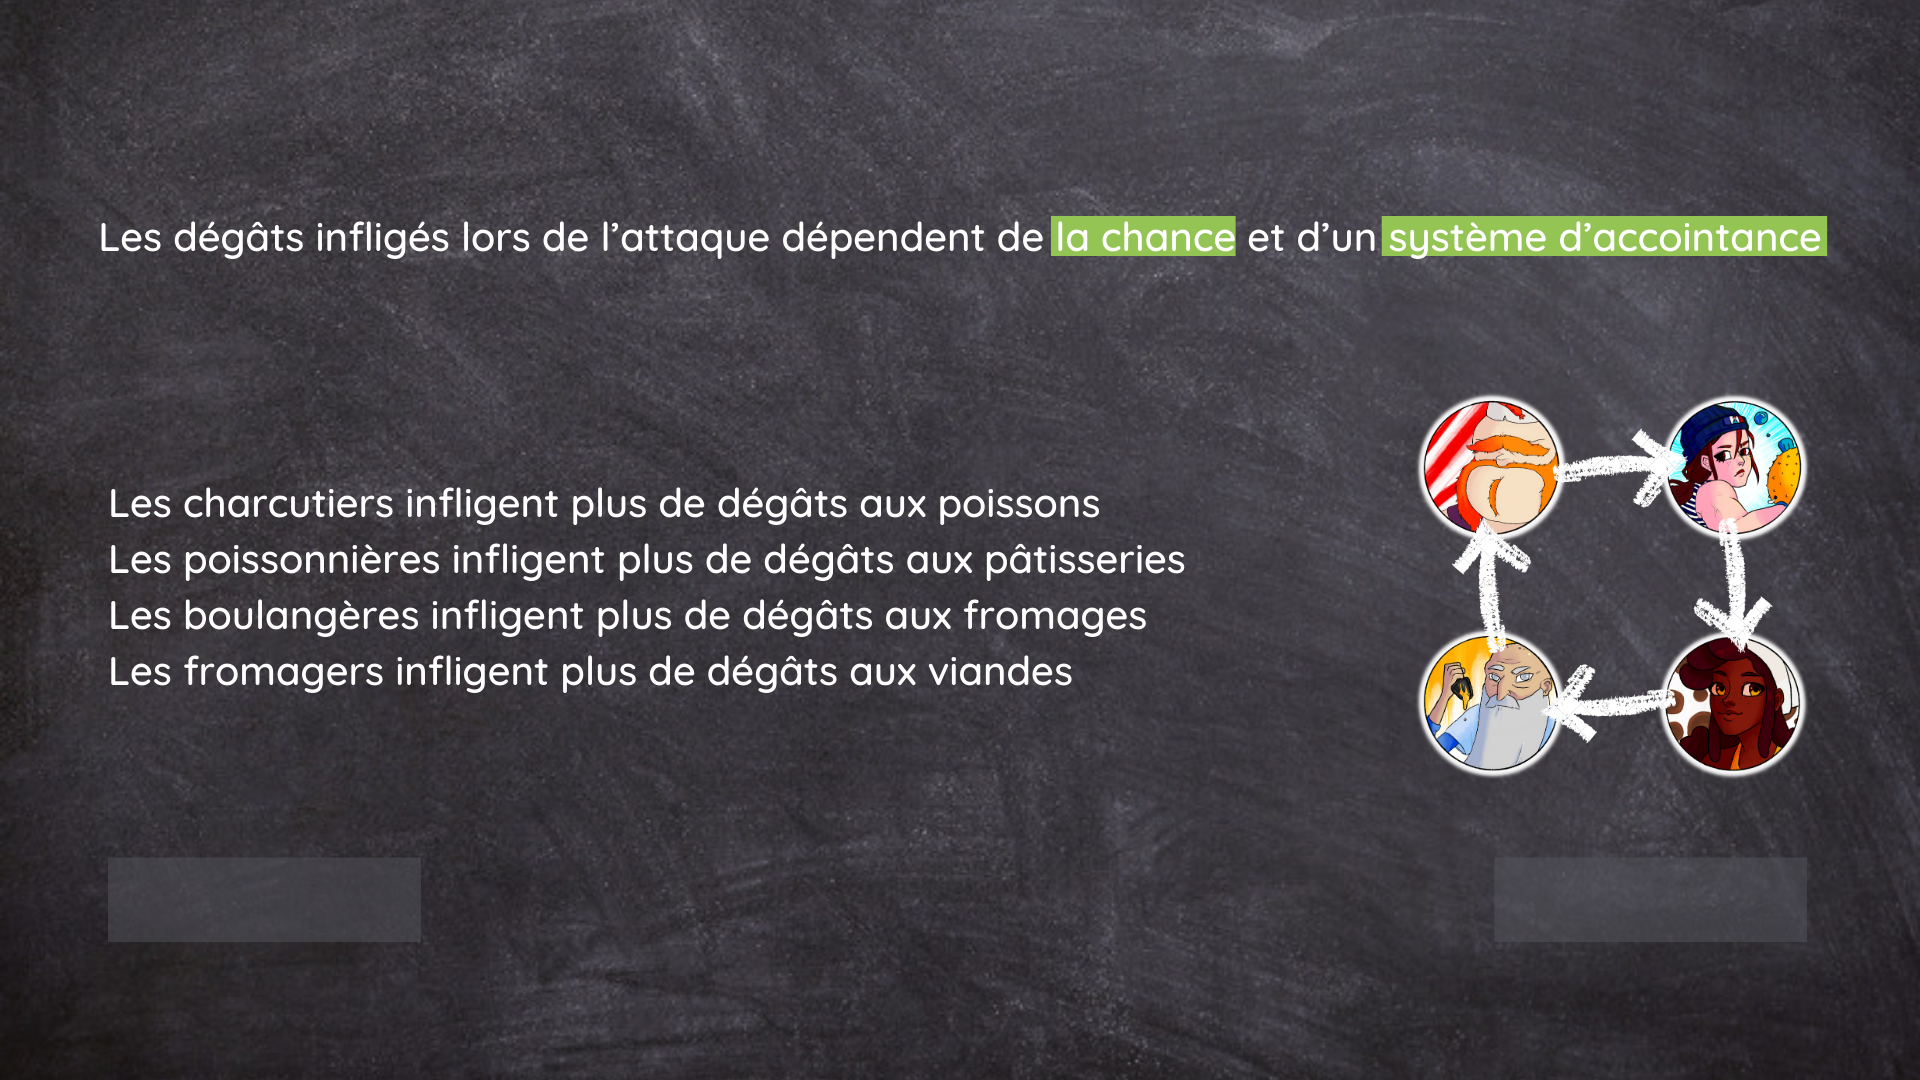 Les dégâts infligés lors de l’attaque dépendent de la chance et d’un système d’accointance
Les charcutiers infligent plus de dégâts aux poissons
Les poissonnières infligent plus de dégâts aux pâtisseries
Les boulangères infligent plus de dégâts aux fromages
Les fromagers infligent plus de dégâts aux viandes